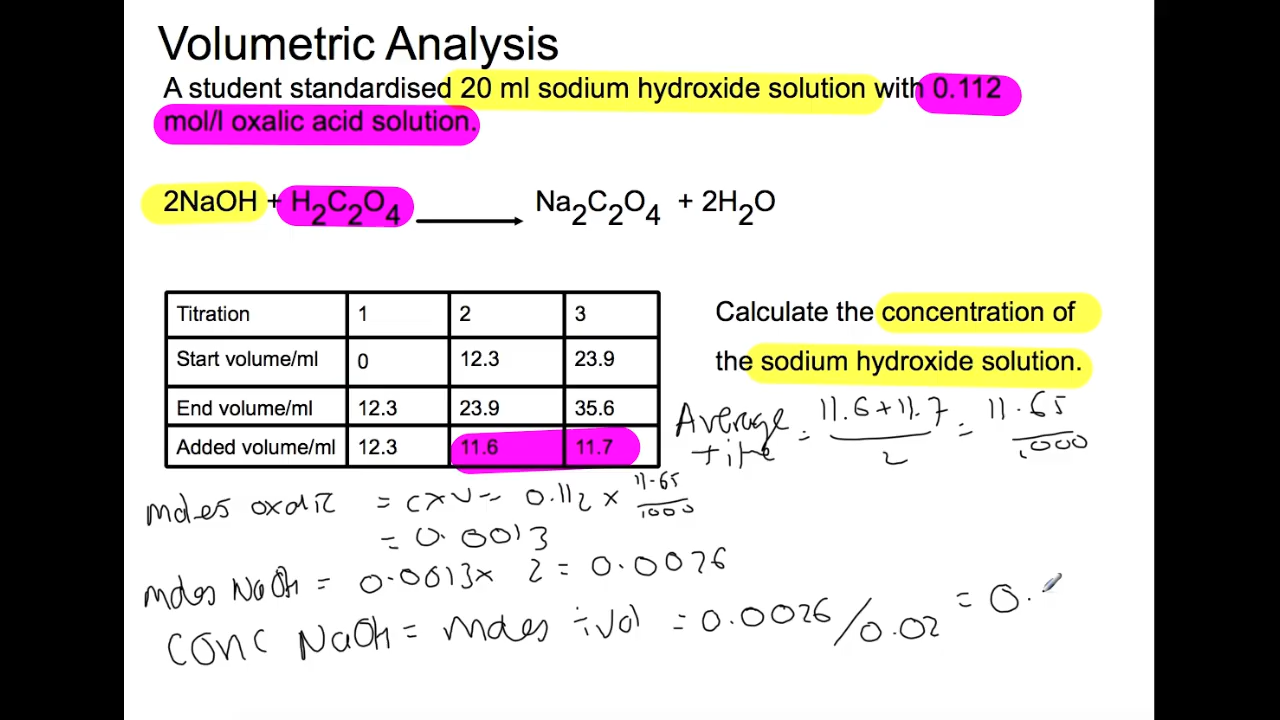 Volumetric Analysis
A student standardised 20 ml sodium hydroxide solution with 0.112
mol/l oxalic acid solution.
2NaOH + H₂C₂O₄ ⟶ Na₂C₂O₄ + 2H₂O
Titration 1 2 3
Start volume/ml 0 12.3 23.9
End volume/ml 12.3 23.9 35.6
Added volume/ml 12.3 11.6 11.7
Calculate the concentration of
the sodium hydroxide solution.
Average titre = 11.6+11.7 / 2 = 11.65 / 1000
moles oxalic = c×v = 0.112 × 11.65 / 1000
= 0.0013
moles NaOH = 0.0013 × 2 = 0.0026
conc NaOH = moles ÷ vol = 0.0026/0.02 = 0.